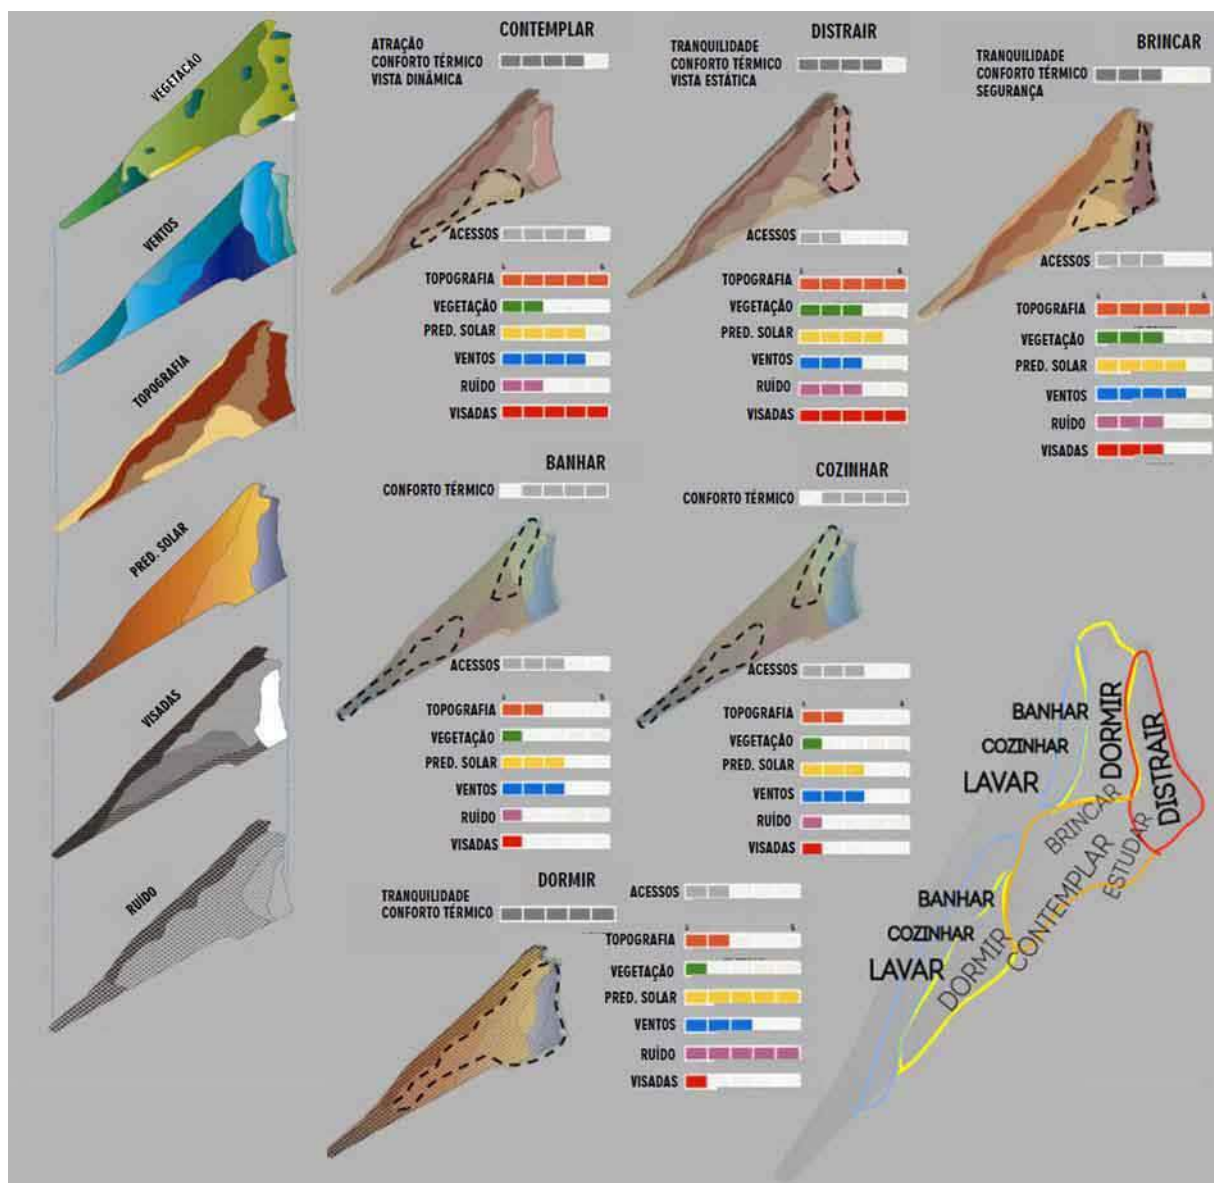 VEGETAÇÃO
VENTOS
TOPOGRAFIA
PRED. SOLAR
VISADAS
RUÍDO
CONTEMPLAR
ATRAÇÃO
CONFORTO TÉRMICO
VISTA DINÂMICA
ACESSOS
TOPOGRAFIA
VEGETAÇÃO
PRED. SOLAR
VENTOS
RUÍDO
VISADAS
DISTRAIR
TRANQUILIDADE
CONFORTO TÉRMICO
VISTA ESTÁTICA
ACESSOS
TOPOGRAFIA
VEGETAÇÃO
PRED. SOLAR
VENTOS
RUÍDO
VISADAS
BRINCAR
TRANQUILIDADE
CONFORTO TÉRMICO
SEGURANÇA
ACESSOS
TOPOGRAFIA
VEGETAÇÃO
PRED. SOLAR
VENTOS
RUÍDO
VISADAS
BANHAR
CONFORTO TÉRMICO
ACESSOS
TOPOGRAFIA
VEGETAÇÃO
PRED. SOLAR
VENTOS
RUÍDO
VISADAS
COZINHAR
CONFORTO TÉRMICO
ACESSOS
TOPOGRAFIA
VEGETAÇÃO
PRED. SOLAR
VENTOS
RUÍDO
VISADAS
DORMIR
TRANQUILIDADE
CONFORTO TÉRMICO
ACESSOS
TOPOGRAFIA
VEGETAÇÃO
PRED. SOLAR
VENTOS
RUÍDO
VISADAS
BANHAR
COZINHAR
LAVAR
DORMIR
DISTRAIR
BRINCAR
CONTEMPLAR
ESTUDAR
BANHAR
COZINHAR
LAVAR
DORMIR